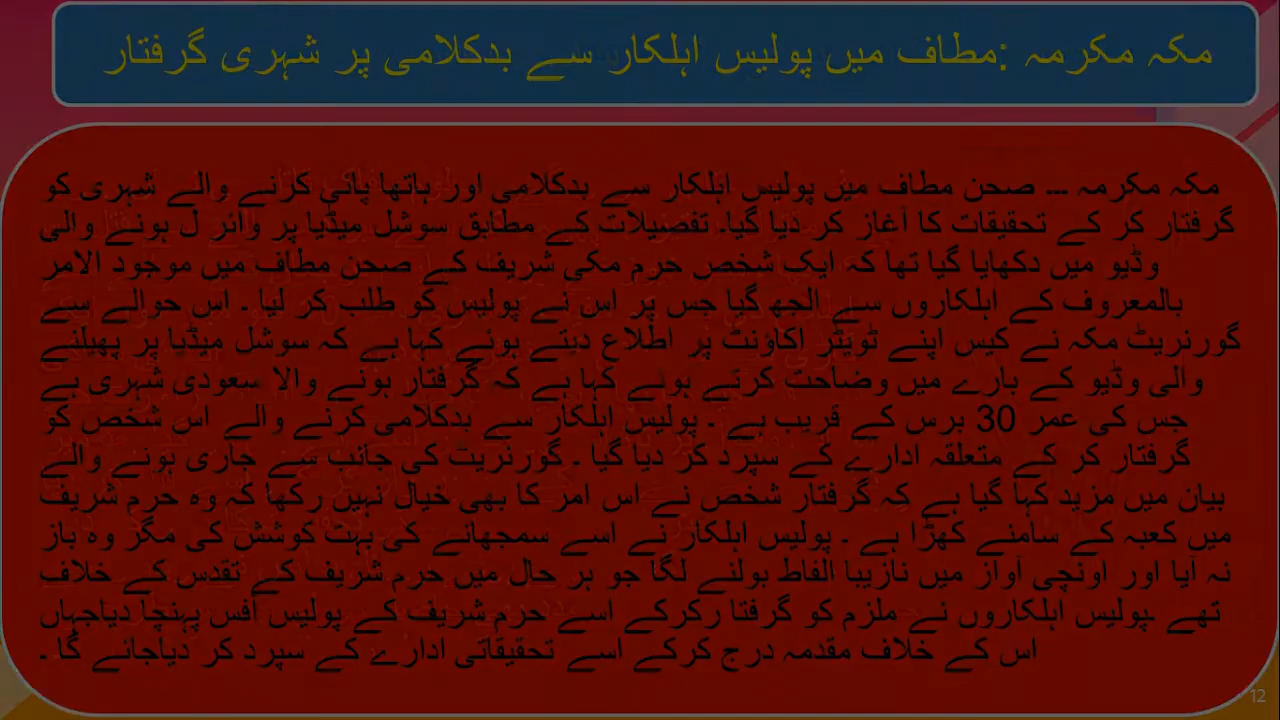 مکہ مکرمہ :مطاف میں پولیس اہلکار سے بدکلامی پر شہری گرفتار
مکہ مکرمہ ـــ صحن مطاف میں پولیس اہلکار سے بدکلامی اور ہاتھا پائی کرنے والے شہری کو
گرفتار کر کے تحقیقات کا آغاز کر دیا گیا۔ تفصیلات کے مطابق سوشل میڈیا پر وائر ل ہونے والی
وڈیو میں دکھایا گیا تھا کہ ایک شخص حرم مکی شریف کے صحن مطاف میں موجود الامر
بالمعروف کے اہلکاروں سے الجھ گیا جس پر اس نے پولیس کو طلب کر لیا ۔ اس حوالے سے
گورنریٹ مکہ نے کیس اپنے ٹویٹر اکاؤنٹ پر اطلاع دیتے ہوئے کہا ہے کہ سوشل میڈیا پر پھیلنے
والی وڈیو کے بارے میں وضاحت کرتے ہوئے کہا ہے کہ گرفتار ہونے والا سعودی شہری ہے
جس کی عمر 30 برس کے قریب ہے ۔ پولیس اہلکار سے بدکلامی کرنے والے اس شخص کو
گرفتار کر کے متعلقہ ادارے کے سپرد کر دیا گیا ۔ گورنریت کی جانب سے جاری ہونے والے
بیان میں مزید کہا گیا ہے کہ گرفتار شخص نے اس امر کا بھی خیال نہیں رکھا کہ وہ حرم شریف
میں کعبہ کے سامنے کھڑا ہے ۔ پولیس اہلکار نے اسے سمجھانے کی بہت کوشش کی مگر وہ باز
نہ آیا اور اونچی آواز میں نازیبا الفاط بولنے لگا جو ہر حال میں حرم شریف کے تقدس کے خلاف
تھے ۔پولیس اہلکاروں نے ملزم کو گرفتا رکرکے اسے حرم شریف کے پولیس آفس پہنچا دیاجہاں
اس کے خلاف مقدمہ درج کرکے اسے تحقیقاتی ادارے کے سپرد کر دیاجائے گا ۔
12